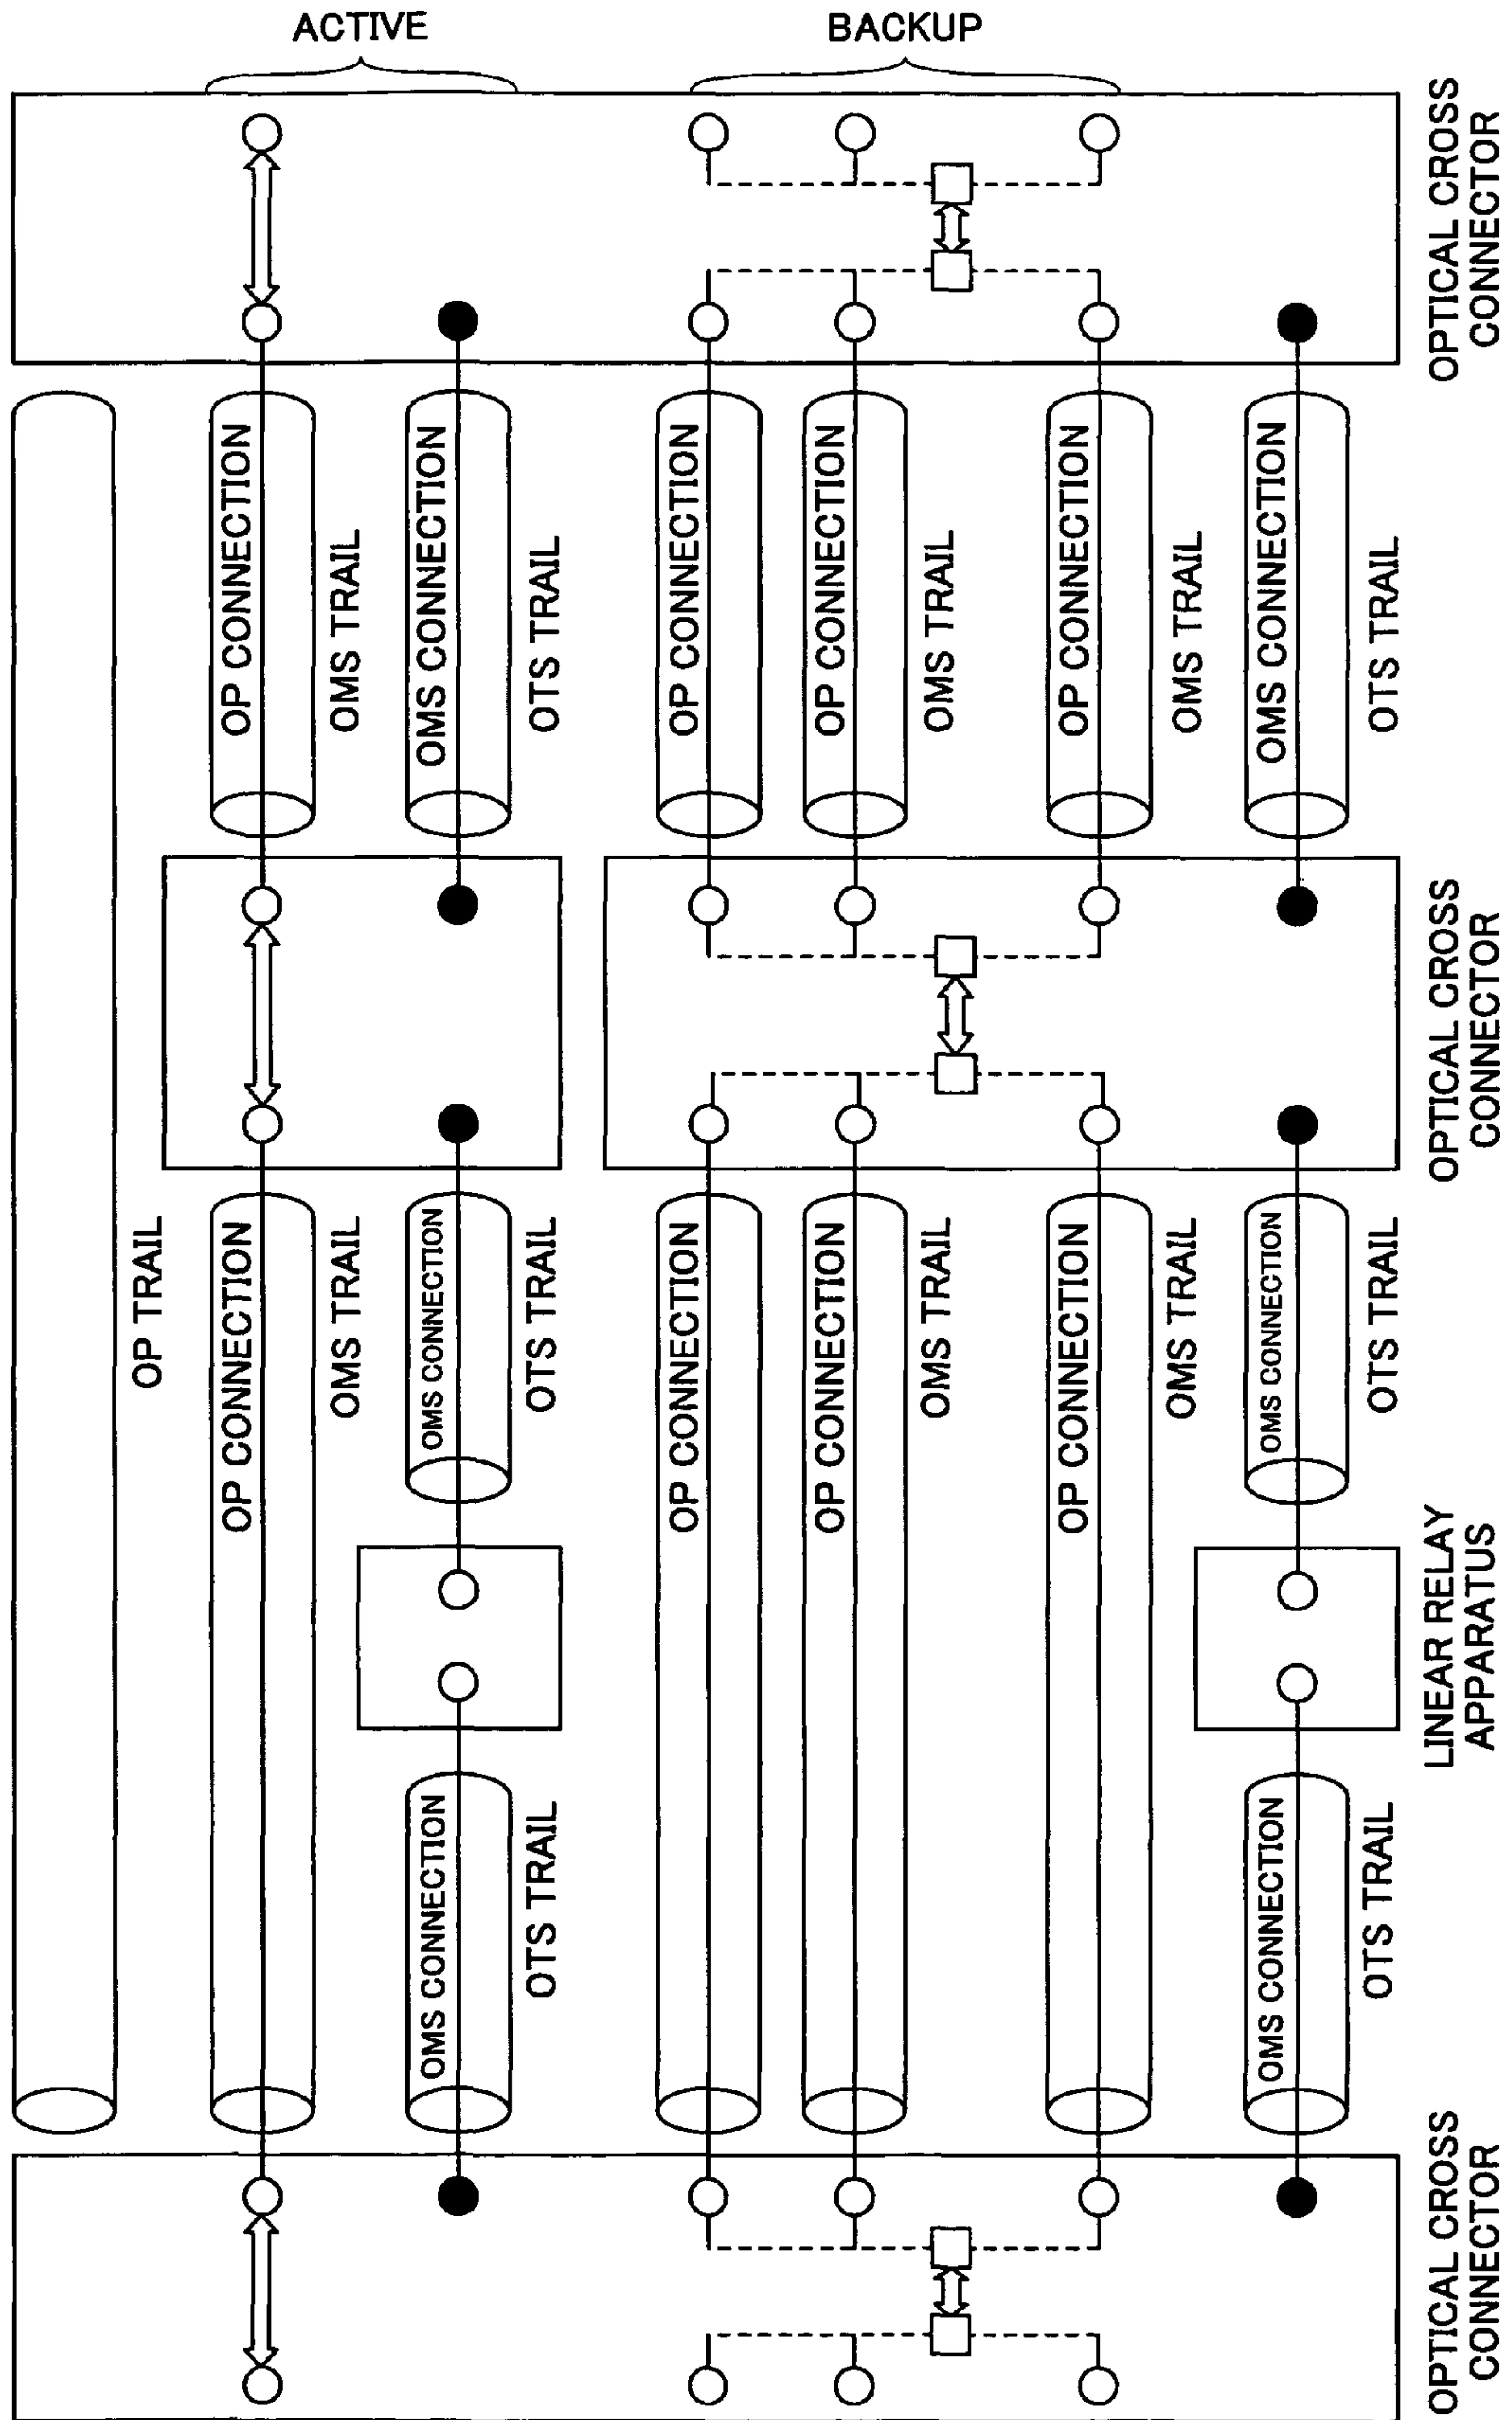 ACTIVE
BACKUP
OPTICAL CROSS
CONNECTOR
OP CONNECTION
OMS TRAIL
OMS CONNECTION
OTS TRAIL
OP CONNECTION
OP CONNECTION
OMS TRAIL
OP CONNECTION
OMS TRAIL
OMS CONNECTION
OTS TRAIL
OPTICAL CROSS
CONNECTOR
OP TRAIL
OP CONNECTION
OMS TRAIL
OMS CONNECTION
OTS TRAIL
OP CONNECTION
OP CONNECTION
OMS TRAIL
OP CONNECTION
OMS TRAIL
OMS CONNECTION
OTS TRAIL
LINEAR RELAY
APPARATUS
OMS CONNECTION
OTS TRAIL
OMS CONNECTION
OTS TRAIL
OPTICAL CROSS
CONNECTOR